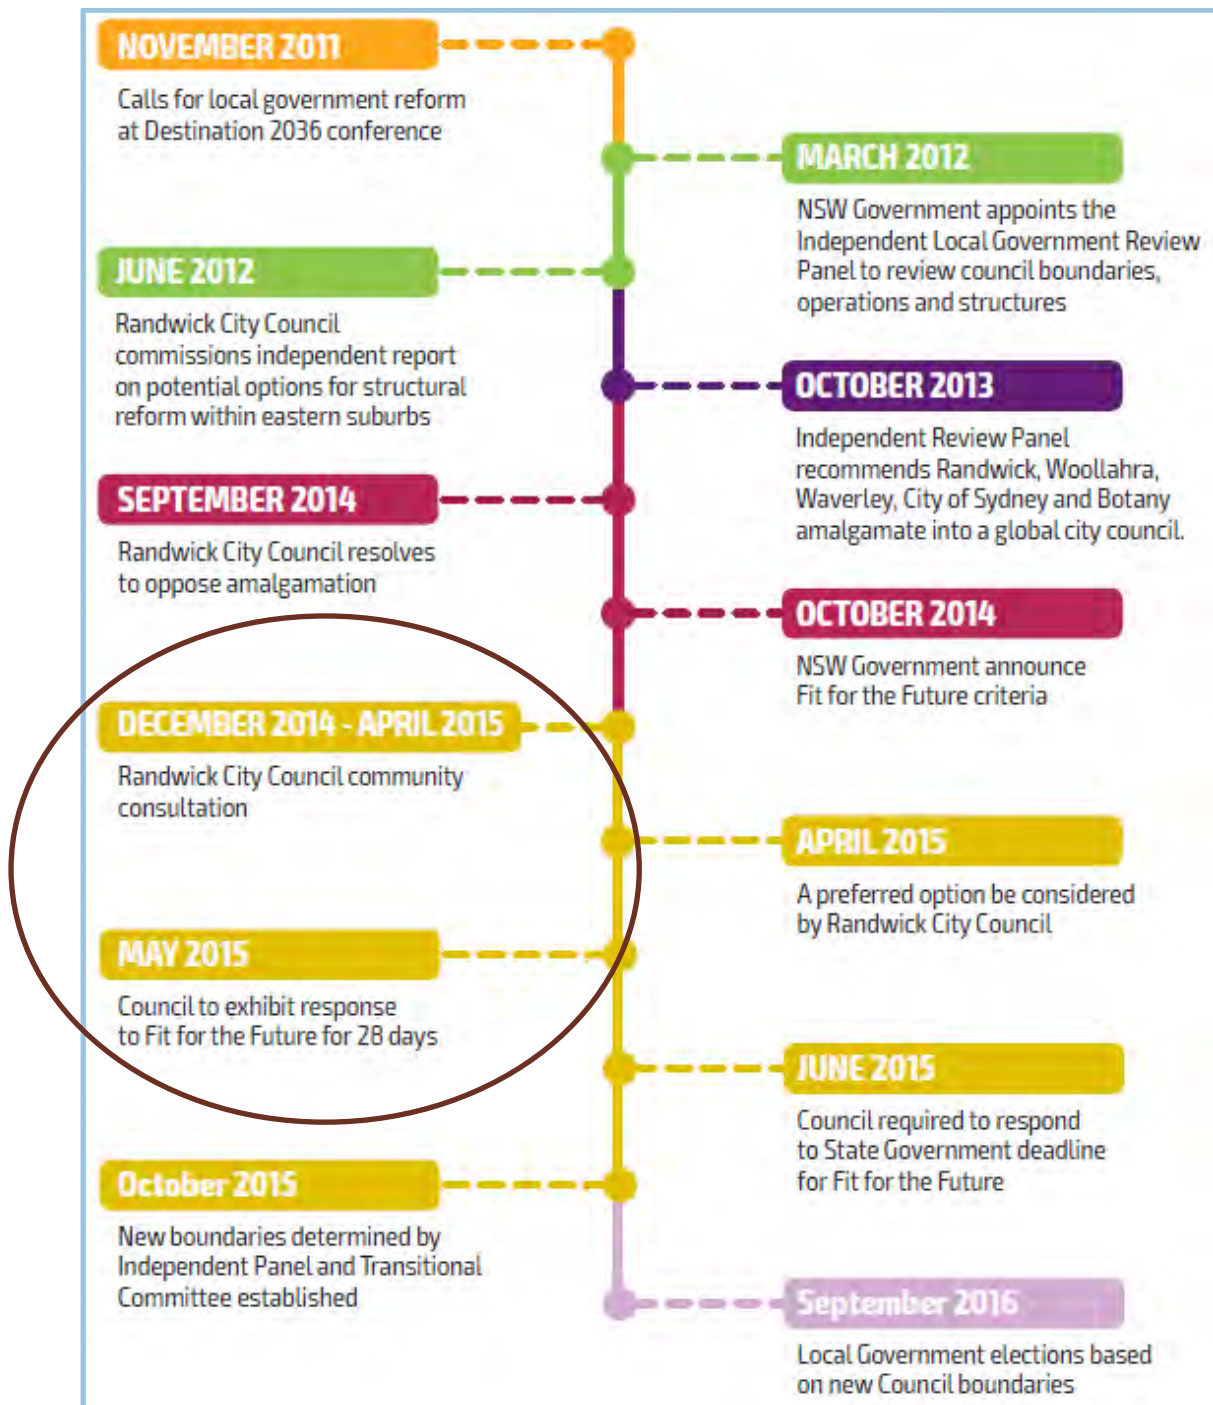 NOVEMBER 2011
Calls for local government reform
at Destination 2036 conference
MARCH 2012
NSW Government appoints the
Independent Local Government Review
Panel to review council boundaries,
operations and structures
JUNE 2012
Randwick City Council
commissions independent report
on potential options for structural
reform within eastern suburbs
OCTOBER 2013
Independent Review Panel
recommends Randwick, Woollahra,
Waverley, City of Sydney and Botany
amalgamate into a global city council.
SEPTEMBER 2014
Randwick City Council resolves
to oppose amalgamation
OCTOBER 2014
NSW Government announce
Fit for the Future criteria
DECEMBER 2014 - APRIL 2015
Randwick City Council community
consultation
APRIL 2015
A preferred option be considered
by Randwick City Council
MAY 2015
Council to exhibit response
to Fit for the Future for 28 days
JUNE 2015
Council required to respond
to State Government deadline
for Fit for the Future
October 2015
New boundaries determined by
Independent Panel and Transitional
Committee established
September 2016
Local Government elections based
on new Council boundaries